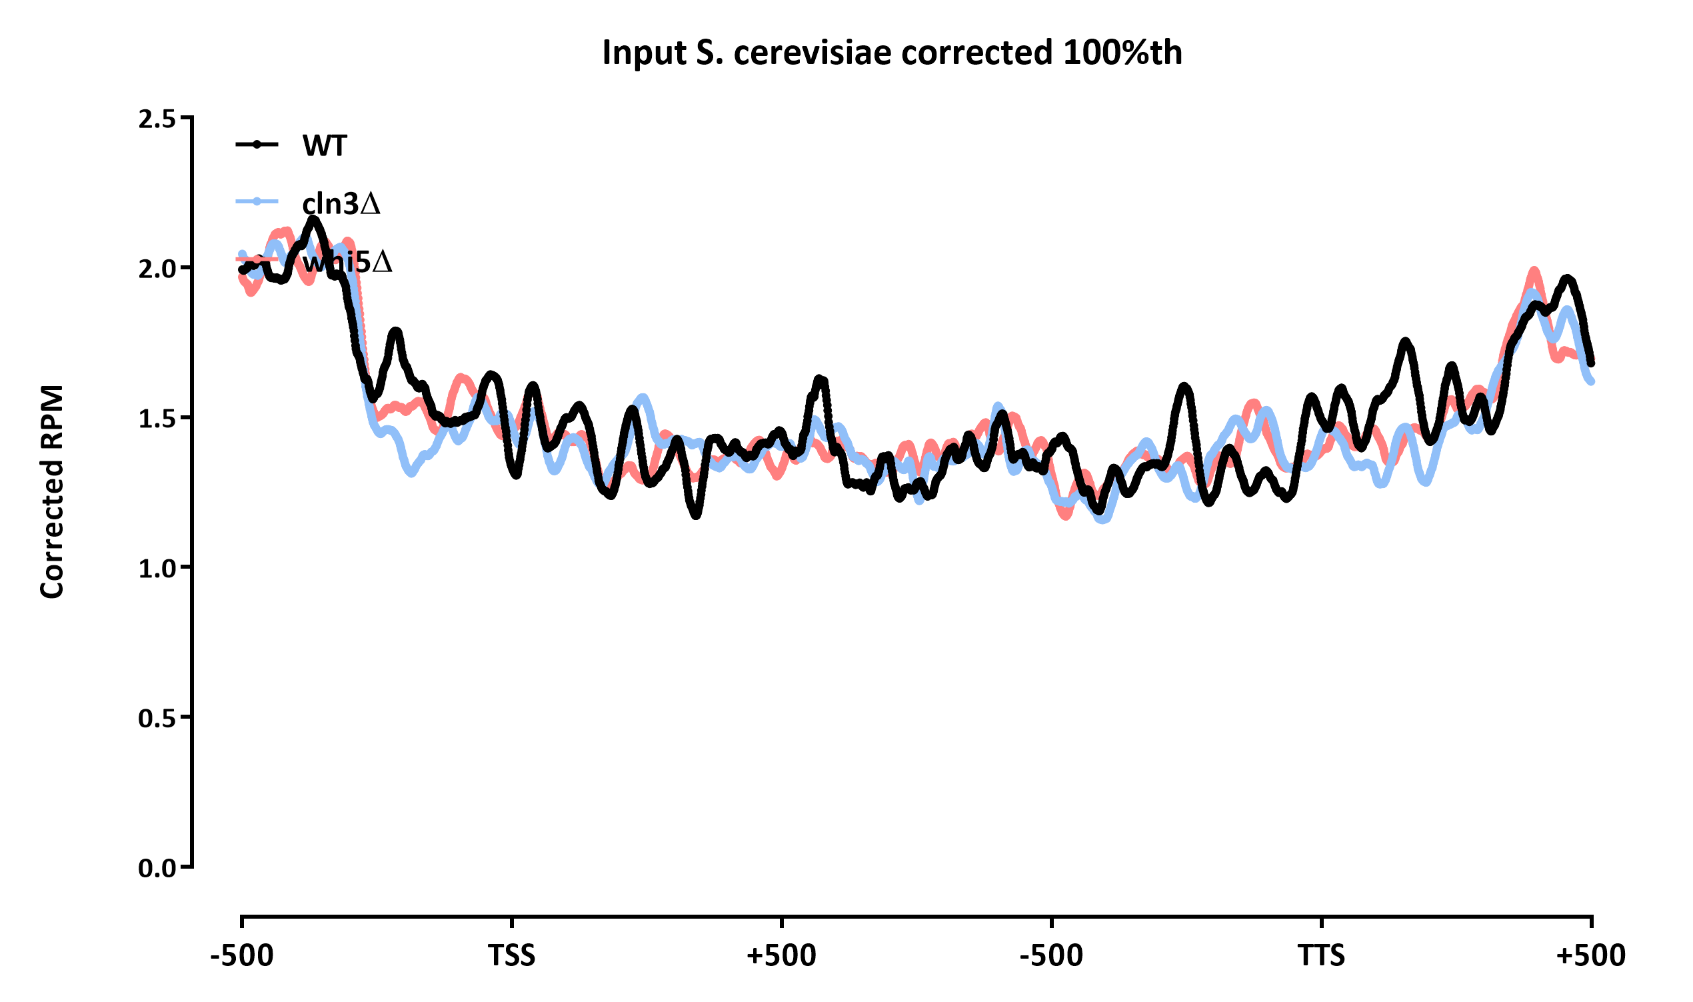 Input S. cerevisiae corrected 100%th
2.5
WT
cln3Δ
whi5Δ
2.0
1.5
Corrected RPM
1.0
0.5
0.0
-500 TSS +500 -500 TTS +500